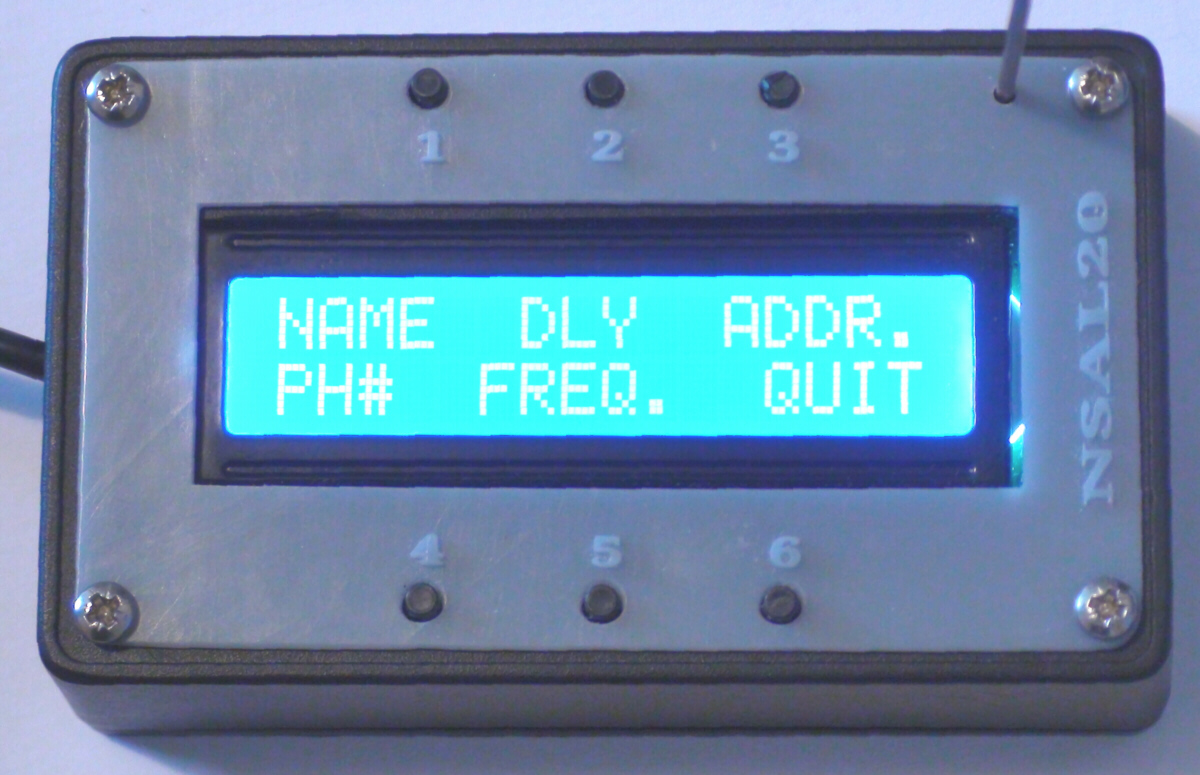 1 2 3
NAME DLY ADDR.
PH# FREQ. QUIT
4 5 6
NSAL20